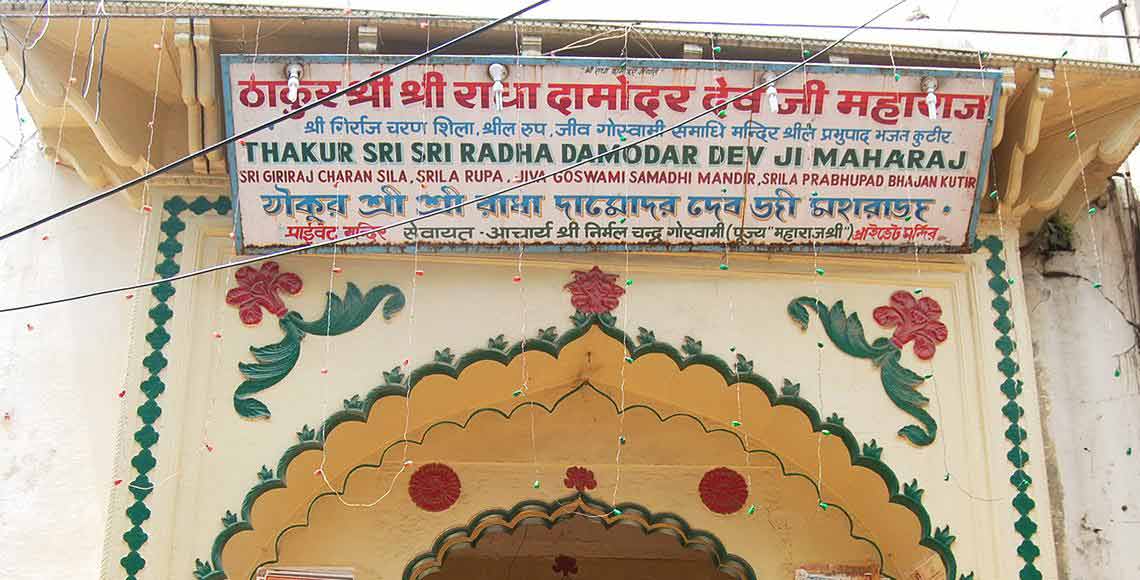 ठाकुर श्री श्री राधा दामोदर देव जी महाराज
श्री गिर्राज चरण शिला, श्रील रुप , जीव गोस्वामी समाधि मन्दिर श्रील प्रभुपाद भजन कुटीर
THAKUR SRI SRI RADHA DAMODAR DEV JI MAHARAJ
SRI GIRIRAJ CHARAN SILA, SRILA RUPA, JIVA GOSWAMI SAMADHI MANDIR, SRILA PRABHUPAD BHAJAN KUTIR
ঠাকুর শ্রী শ্রী রাধা দামোদর দেব জী মহারাজ
प्राईवेट मन्दिर सेवायत - आचार्य श्री निर्मल चन्द्र गोस्वामी (पूज्य "महाराजश्री") প্রাইভেট মন্দির